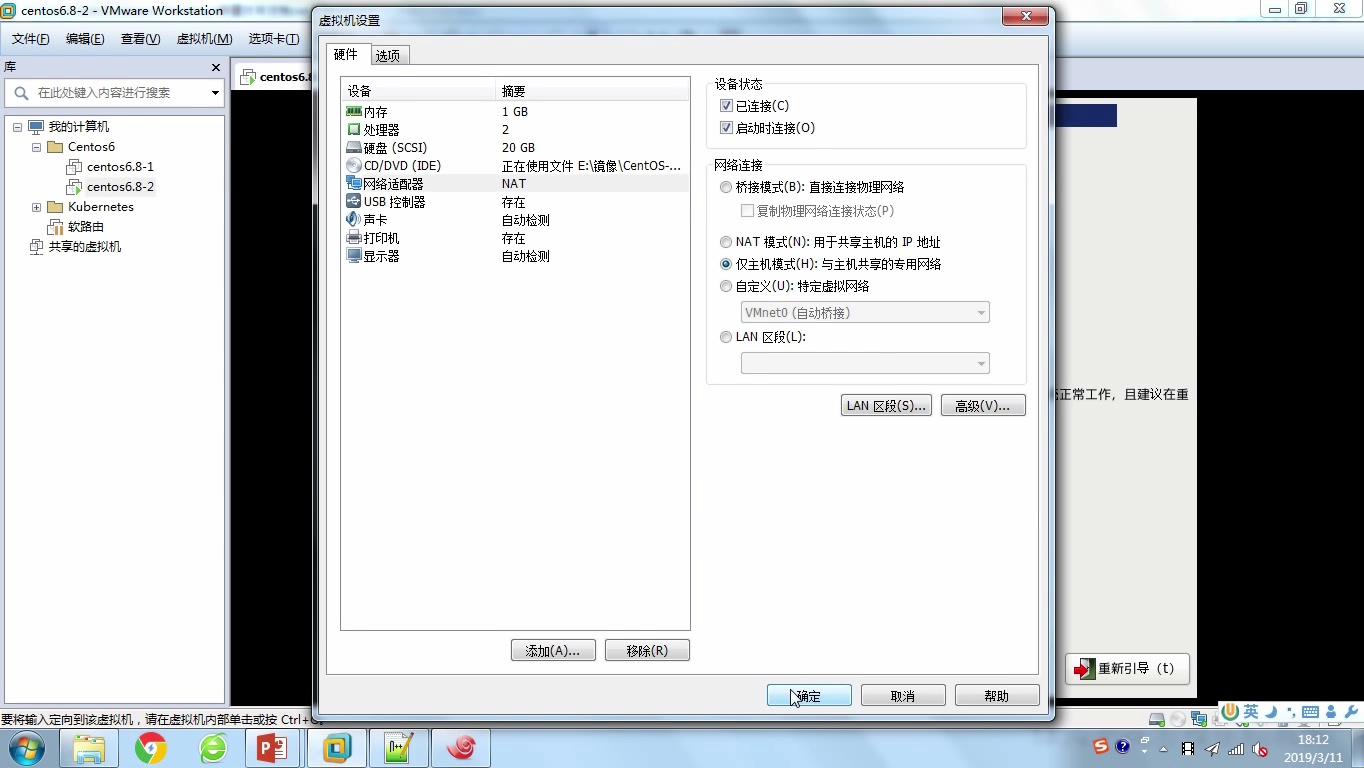 centos6.8-2 - VMware Workstation
文件(F) 编辑(E) 查看(V) 虚拟机(M) 选项卡(T)
库
在此处键入内容进行搜索
我的计算机
Centos6
centos6.8-1
centos6.8-2
Kubernetes
软路由
共享的虚拟机
centos6.8
虚拟机设置
硬件 选项
设备 摘要
内存 1 GB
处理器 2
硬盘 (SCSI) 20 GB
CD/DVD (IDE) 正在使用文件 E:\镜像\CentOS-...
网络适配器 NAT
USB 控制器 存在
声卡 自动检测
打印机 存在
显示器 自动检测
添加(A)... 移除(R)
设备状态
已连接(C)
启动时连接(O)
网络连接
桥接模式(B): 直接连接物理网络
复制物理网络连接状态(P)
NAT 模式(N): 用于共享主机的 IP 地址
仅主机模式(H): 与主机共享的专用网络
自定义(U): 特定虚拟网络
VMnet0 (自动桥接)
LAN 区段(L):
LAN 区段(S)... 高级(V)...
确定 取消 帮助
正常工作，且建议在重
重新引导（t）
要将输入定向到该虚拟机，请在虚拟机内部单击或按 Ctrl+G。
英
18:12
2019/3/11